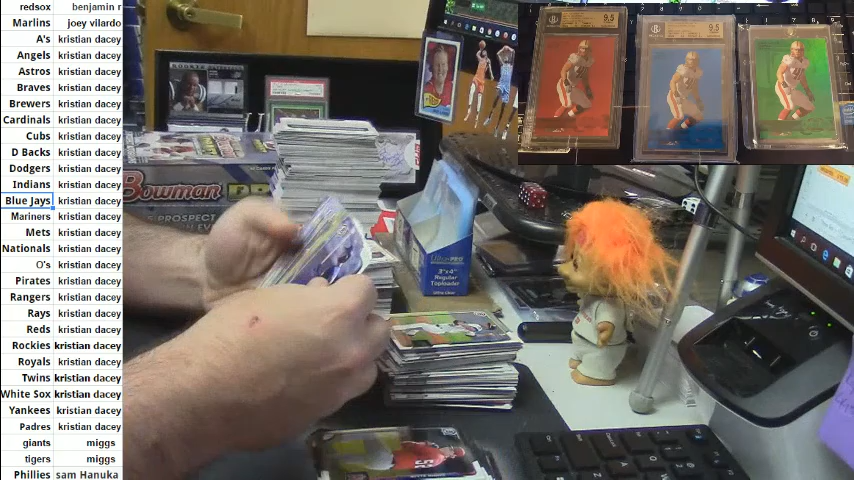 redsox benjamin r
Marlins joey vilardo
A's kristian dacey
Angels kristian dacey
Astros kristian dacey
Braves kristian dacey
Brewers kristian dacey
Cardinals kristian dacey
Cubs kristian dacey
D Backs kristian dacey
Dodgers kristian dacey
Indians kristian dacey
Blue Jays kristian dacey
Mariners kristian dacey
Mets kristian dacey
Nationals kristian dacey
O's kristian dacey
Pirates kristian dacey
Rangers kristian dacey
Rays kristian dacey
Reds kristian dacey
Rockies kristian dacey
Royals kristian dacey
Twins kristian dacey
White Sox kristian dacey
Yankees kristian dacey
Padres kristian dacey
giants miggs
tigers miggs
Phillies sam Hanuka
Bowman
PROSPECT
Ultra-PRO
3"x4"
Regular
Toploader
9.5
9.5